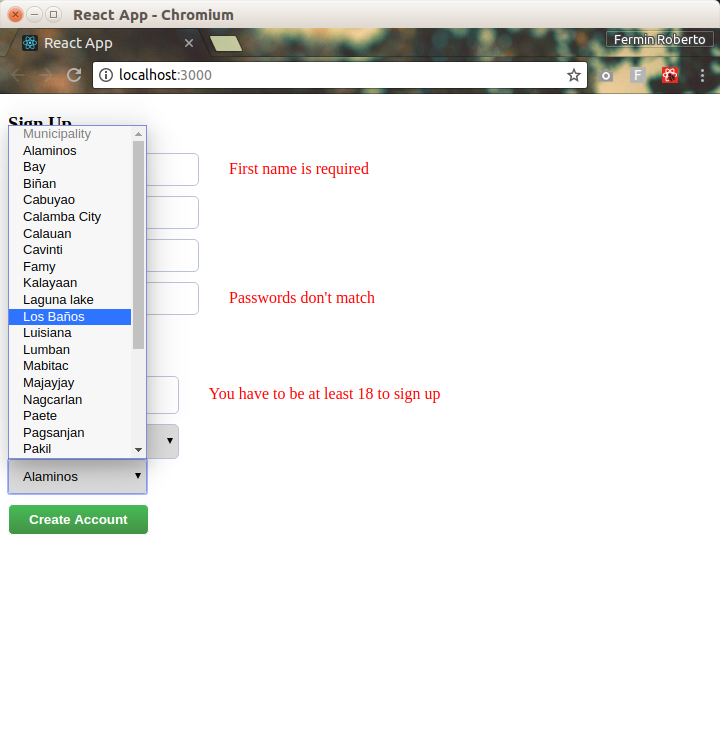 React App - Chromium
React App
Fermin Roberto
localhost:3000
F
Sign Up
Municipality
Alaminos
Bay
First name is required
Biñan
Cabuyao
Calamba City
Calauan
Cavinti
Famy
Kalayaan
Laguna lake
Passwords don't match
Los Baños
Luisiana
Lumban
Mabitac
Majayjay
You have to be at least 18 to sign up
Nagcarlan
Paete
Pagsanjan
Pakil
Alaminos
Create Account